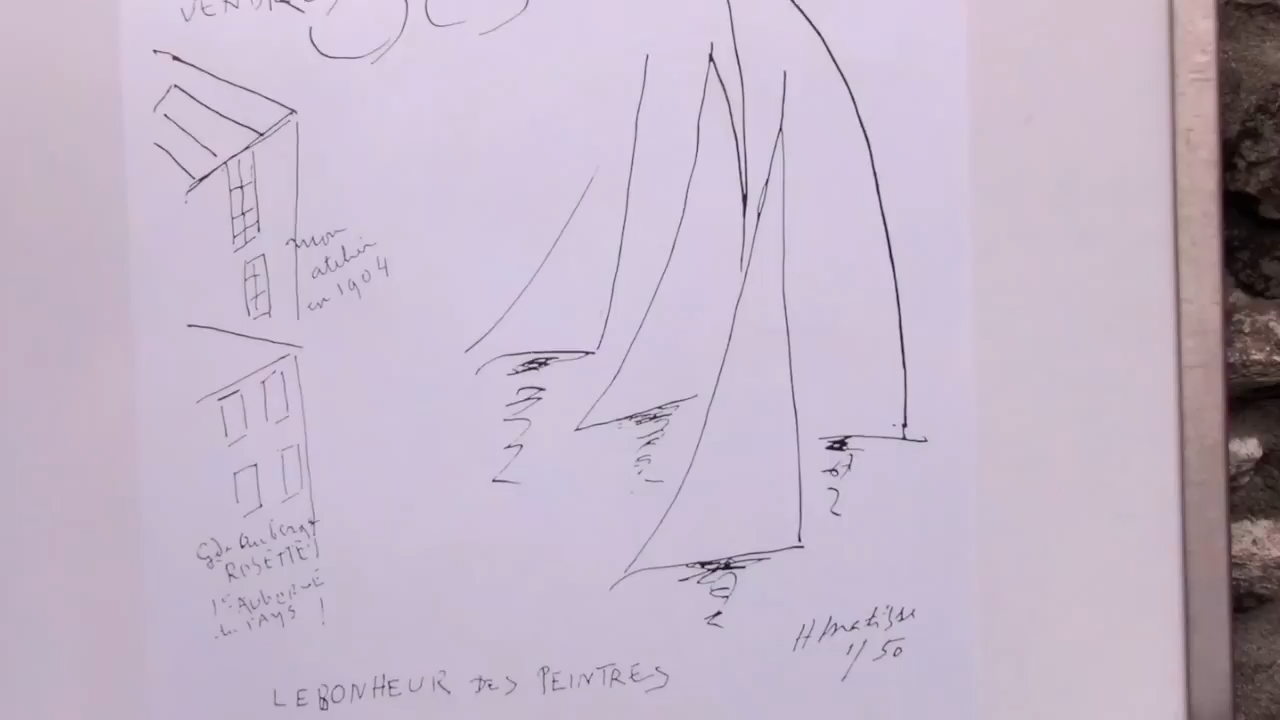 mon
atelier
en 1904
Gde Auberge
ROSETTE
1re AUBERGE
du PAYS !
H Matisse
1/50
LE BONHEUR DES PEINTRES